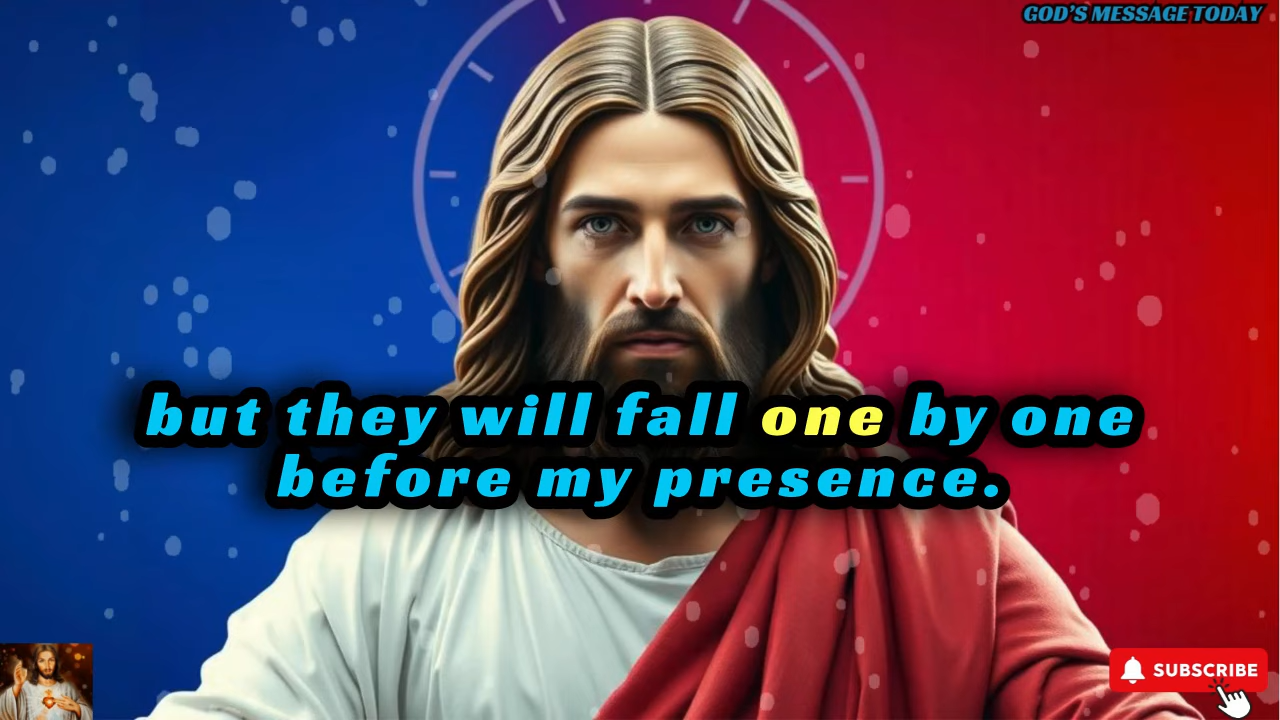 GOD'S MESSAGE TODAY
but they will fall one by one
before my presence.
SUBSCRIBE